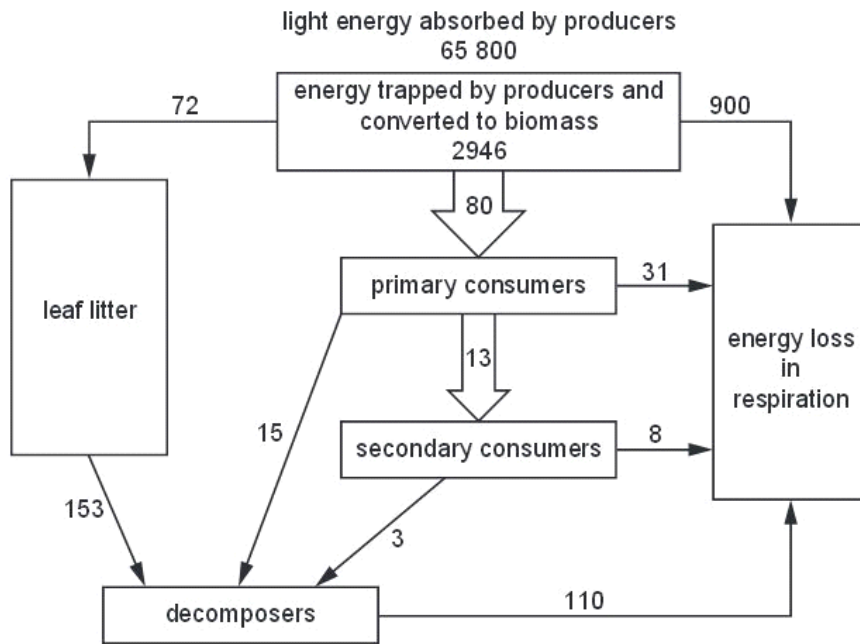 light energy absorbed by producers
65 800
energy trapped by producers and
converted to biomass
2946
72
900
80
leaf litter
primary consumers
31
energy loss
in
respiration
13
15
secondary consumers
8
153
3
decomposers
110